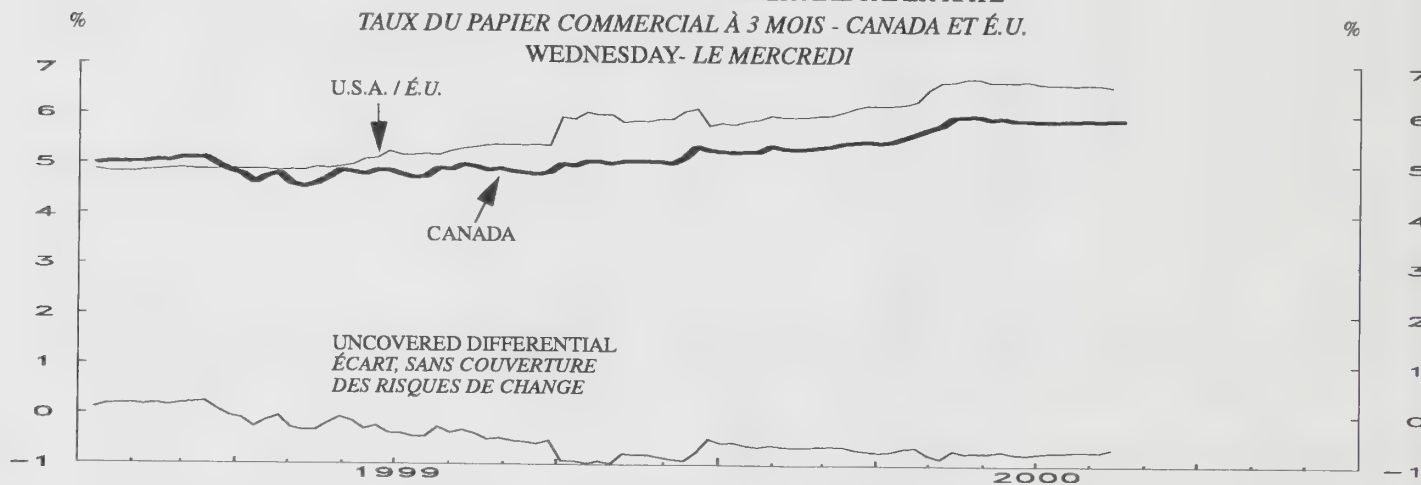 TAUX DU PAPIER COMMERCIAL À 3 MOIS - CANADA ET É.U.
WEDNESDAY- LE MERCREDI
% %
7 7
6 6
5 5
4 4
3 3
2 2
1 1
0 0
-1 -1
U.S.A. / É.U.
CANADA
UNCOVERED DIFFERENTIAL
ÉCART, SANS COUVERTURE
DES RISQUES DE CHANGE
1999 2000